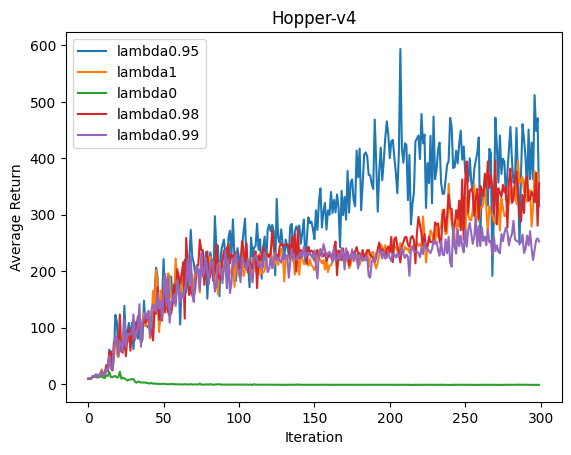 Hopper-v4
lambda0.95
lambda1
lambda0
lambda0.98
lambda0.99
Average Return
600
500
400
300
200
100
0
0 50 100 150 200 250 300
Iteration